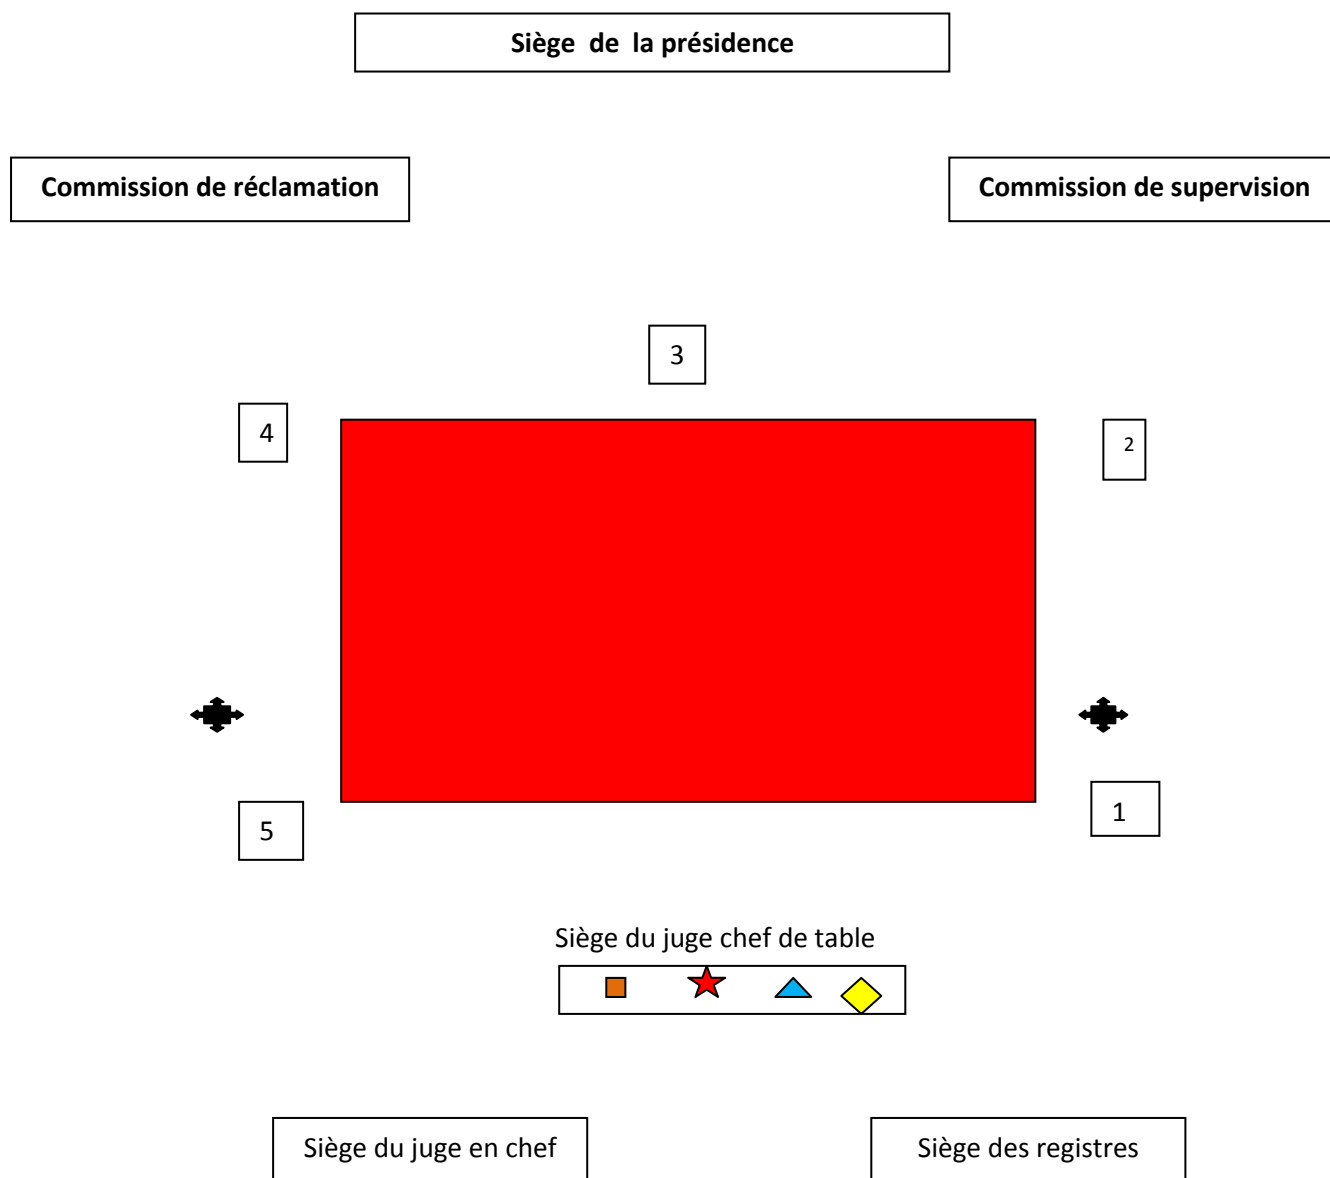 Siège de la présidence
Commission de réclamation
Commission de supervision
3
4
2
5
1
Siège du juge chef de table
Siège du juge en chef
Siège des registres